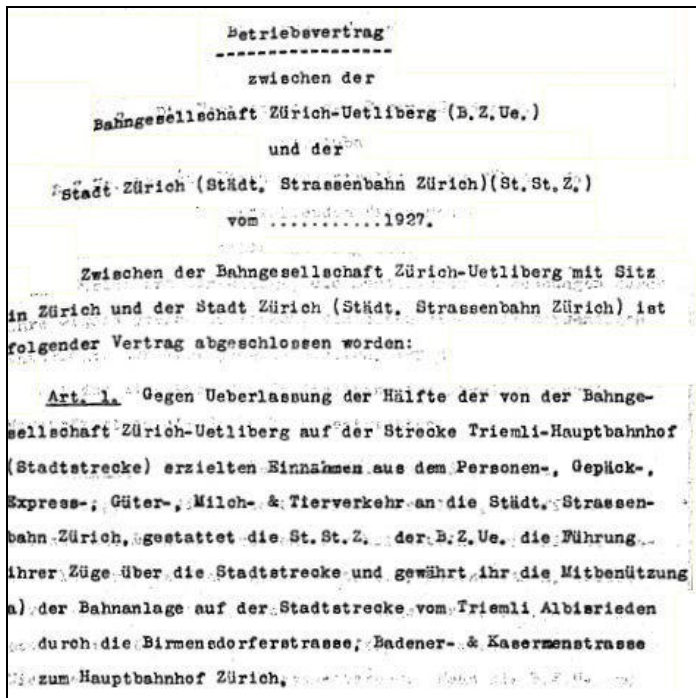 Betriebsvertrag
zwischen der
Bahngesellschaft Zürich-Uetliberg (B.Z.Ue.)
und der
Stadt Zürich (Städt. Strassenbahn Zürich)(St.St.Z.)
vom ...........1927.
Zwischen der Bahngesellschaft Zürich-Uetliberg mit Sitz
in Zürich und der Stadt Zürich (Städt. Strassenbahn Zürich) ist
folgender Vertrag abgeschlossen worden:
Art. 1. Gegen Ueberlassung der Hälfte der von der Bahnge-
sellschaft Zürich-Uetliberg auf der Strecke Triemli-Hauptbahnhof
(Stadtstrecke) erzielten Einnahmen aus dem Personen-, Gepäck-,
Express-, Güter-, Milch- & Tierverkehr an die Städt. Strassen-
bahn Zürich, gestattet die St.St.Z. der B.Z.Ue. die Führung
ihrer Züge über die Stadtstrecke und gewährt ihr die Mitbenützung
a) der Bahnanlage auf der Stadtstrecke vom Triemli Albisrieden
durch die Birmensdorferstrasse, Badener- & Kasernenstrasse
zum Hauptbahnhof Zürich,